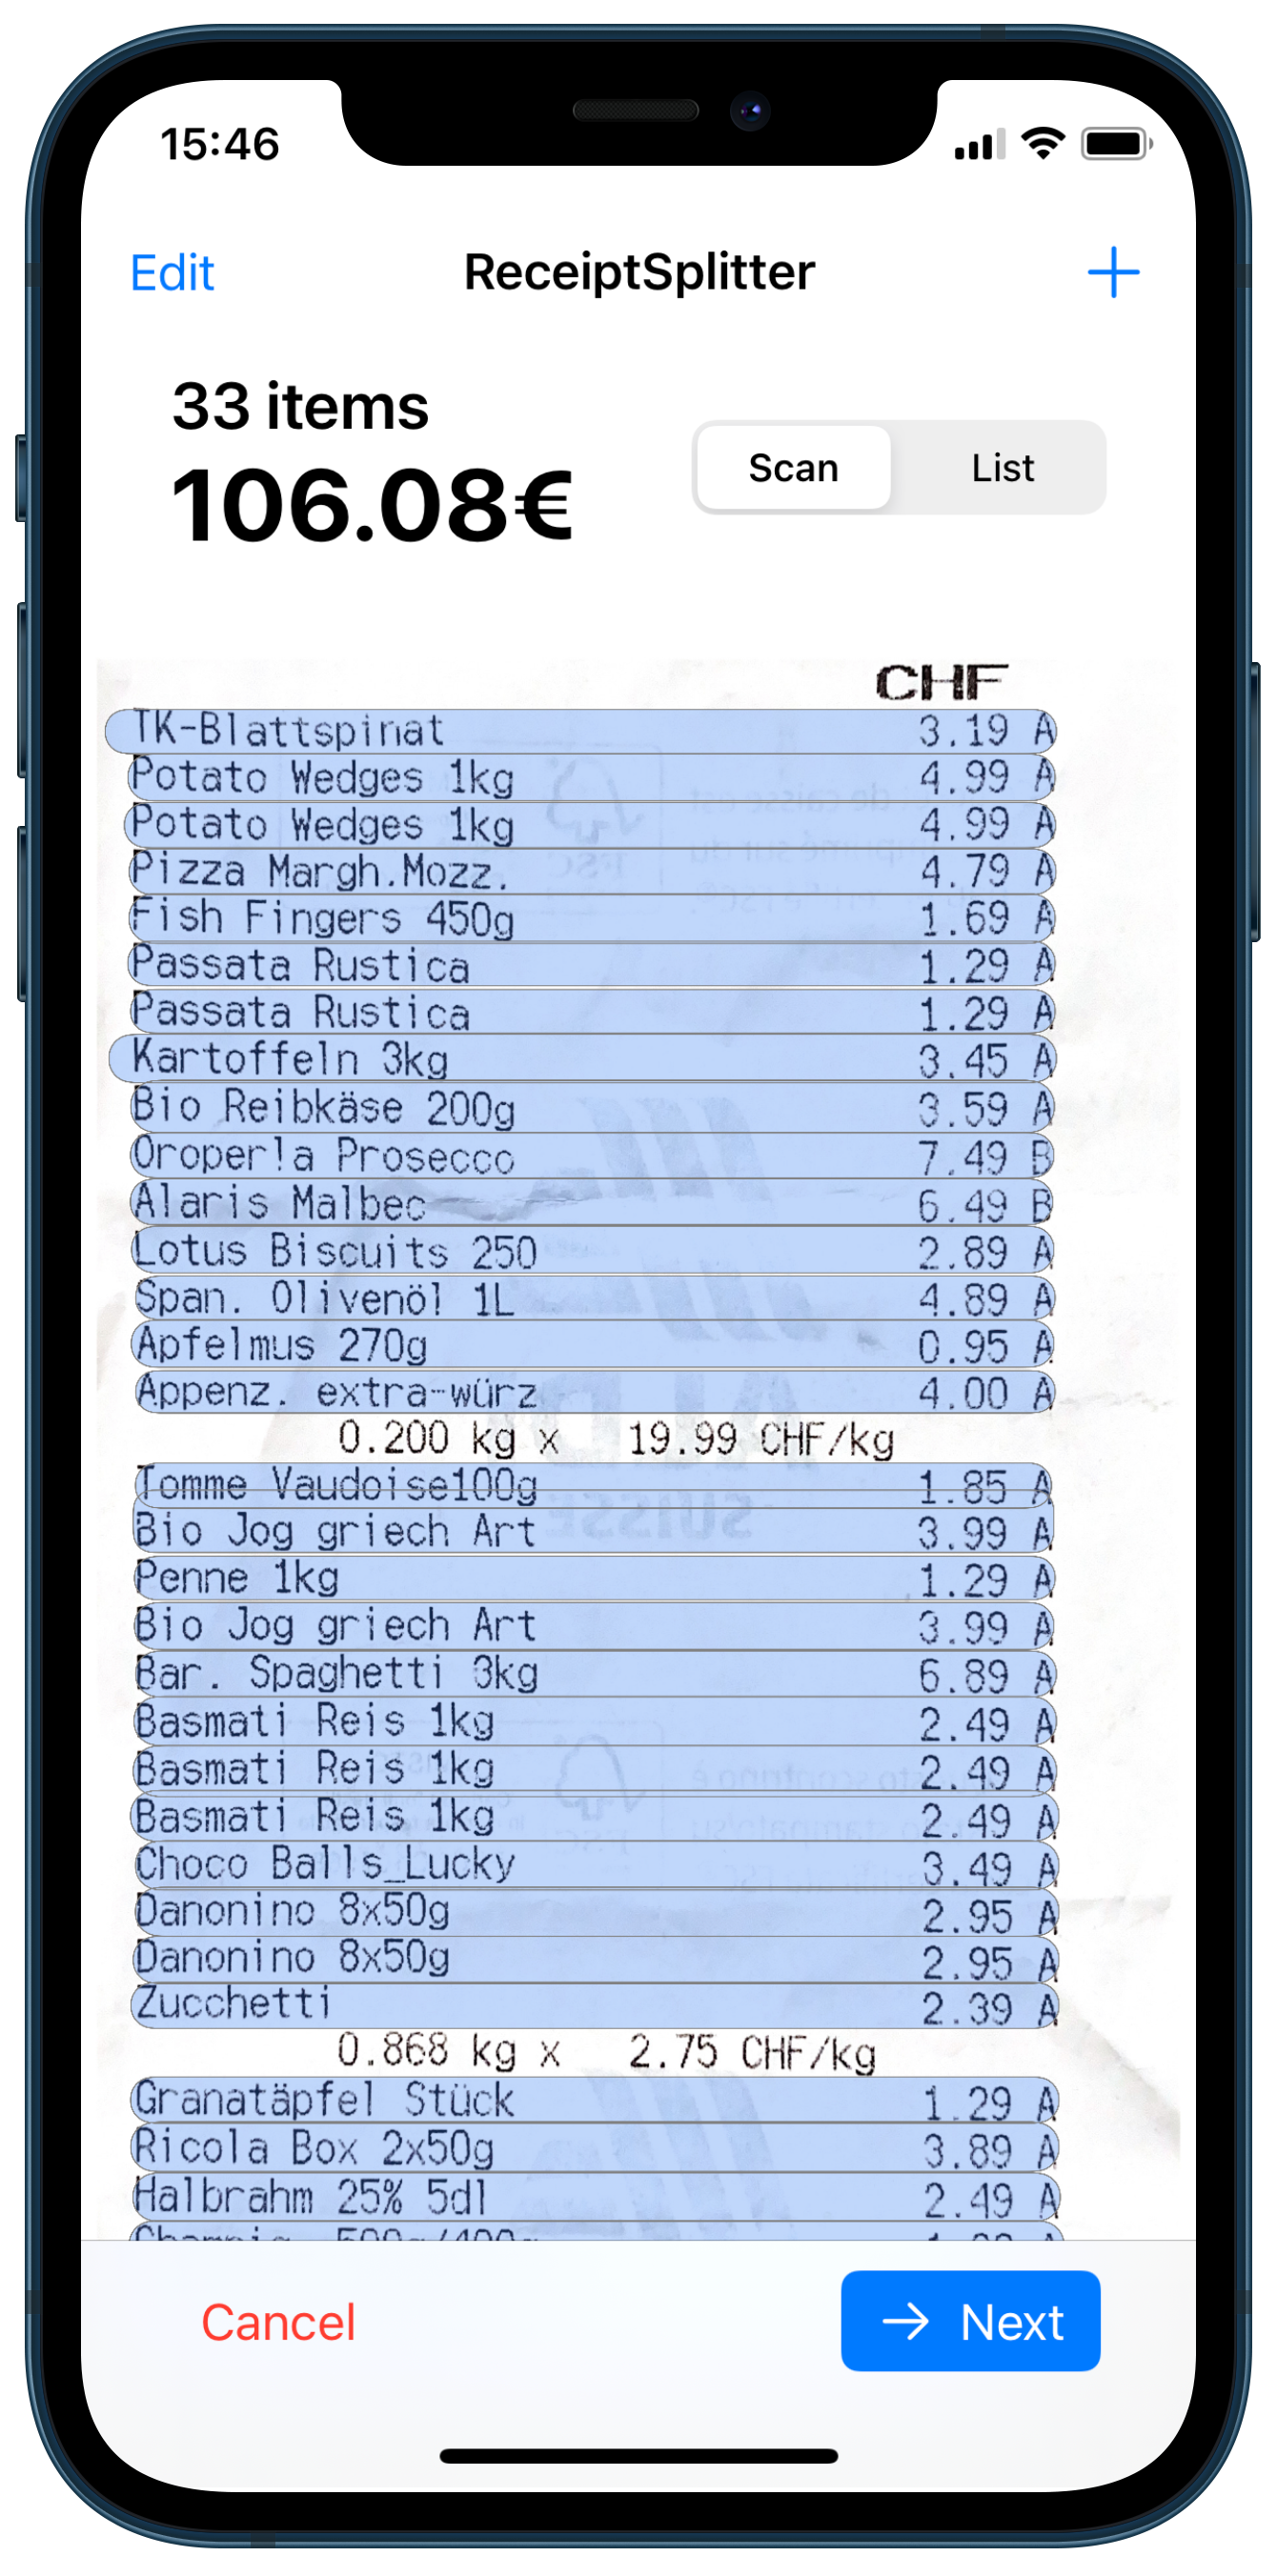 15:46
Edit ReceiptSplitter +
33 items
106.08€
Scan List
CHF
TK-Blattspinat 3.19 A
Potato Wedges 1kg 4.99 A
Potato Wedges 1kg 4.99 A
Pizza Margh.Mozz. 4.79 A
Fish Fingers 450g 1.69 A
Passata Rustica 1.29 A
Passata Rustica 1.29 A
Kartoffeln 3kg 3.45 A
Bio Reibkäse 200g 3.59 A
Oroperla Prosecco 7.49 B
Alaris Malbec 6.49 B
Lotus Biscuits 250 2.89 A
Span. Olivenöl 1L 4.89 A
Apfelmus 270g 0.95 A
Appenz. extra-würz 4.00 A
0.200 kg x 19.99 CHF/kg
Tomme Vaudoise100g 1.85 A
Bio Jog griech Art 3.99 A
Penne 1kg 1.29 A
Bio Jog griech Art 3.99 A
Bar. Spaghetti 3kg 6.89 A
Basmati Reis 1kg 2.49 A
Basmati Reis 1kg 2.49 A
Basmati Reis 1kg 2.49 A
Choco Balls_Lucky 3.49 A
Danonino 8x50g 2.95 A
Danonino 8x50g 2.95 A
Zucchetti 2.39 A
0.868 kg x 2.75 CHF/kg
Granatäpfel Stück 1.29 A
Ricola Box 2x50g 3.89 A
Halbrahm 25% 5dl 2.49 A
Cancel → Next